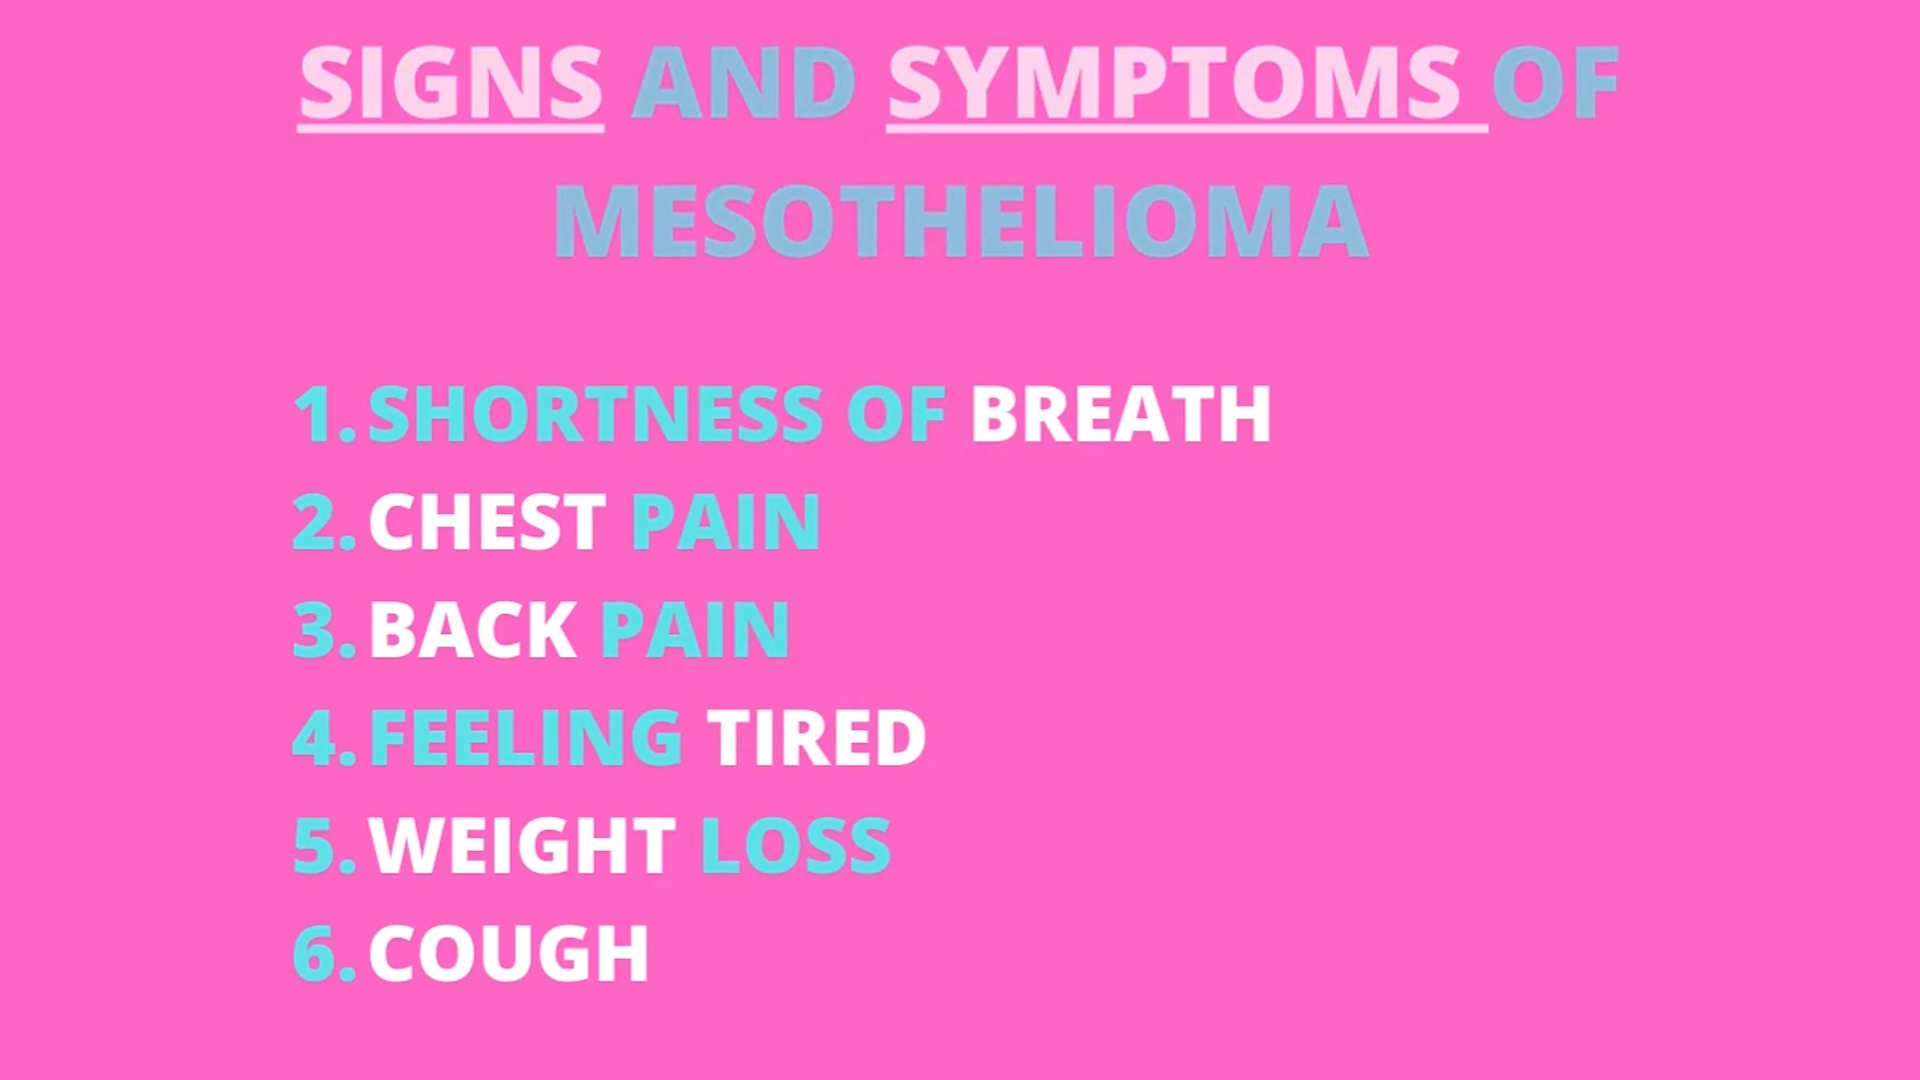 SIGNS AND SYMPTOMS OF
MESOTHELIOMA
1. SHORTNESS OF BREATH
2. CHEST PAIN
3. BACK PAIN
4. FEELING TIRED
5. WEIGHT LOSS
6. COUGH